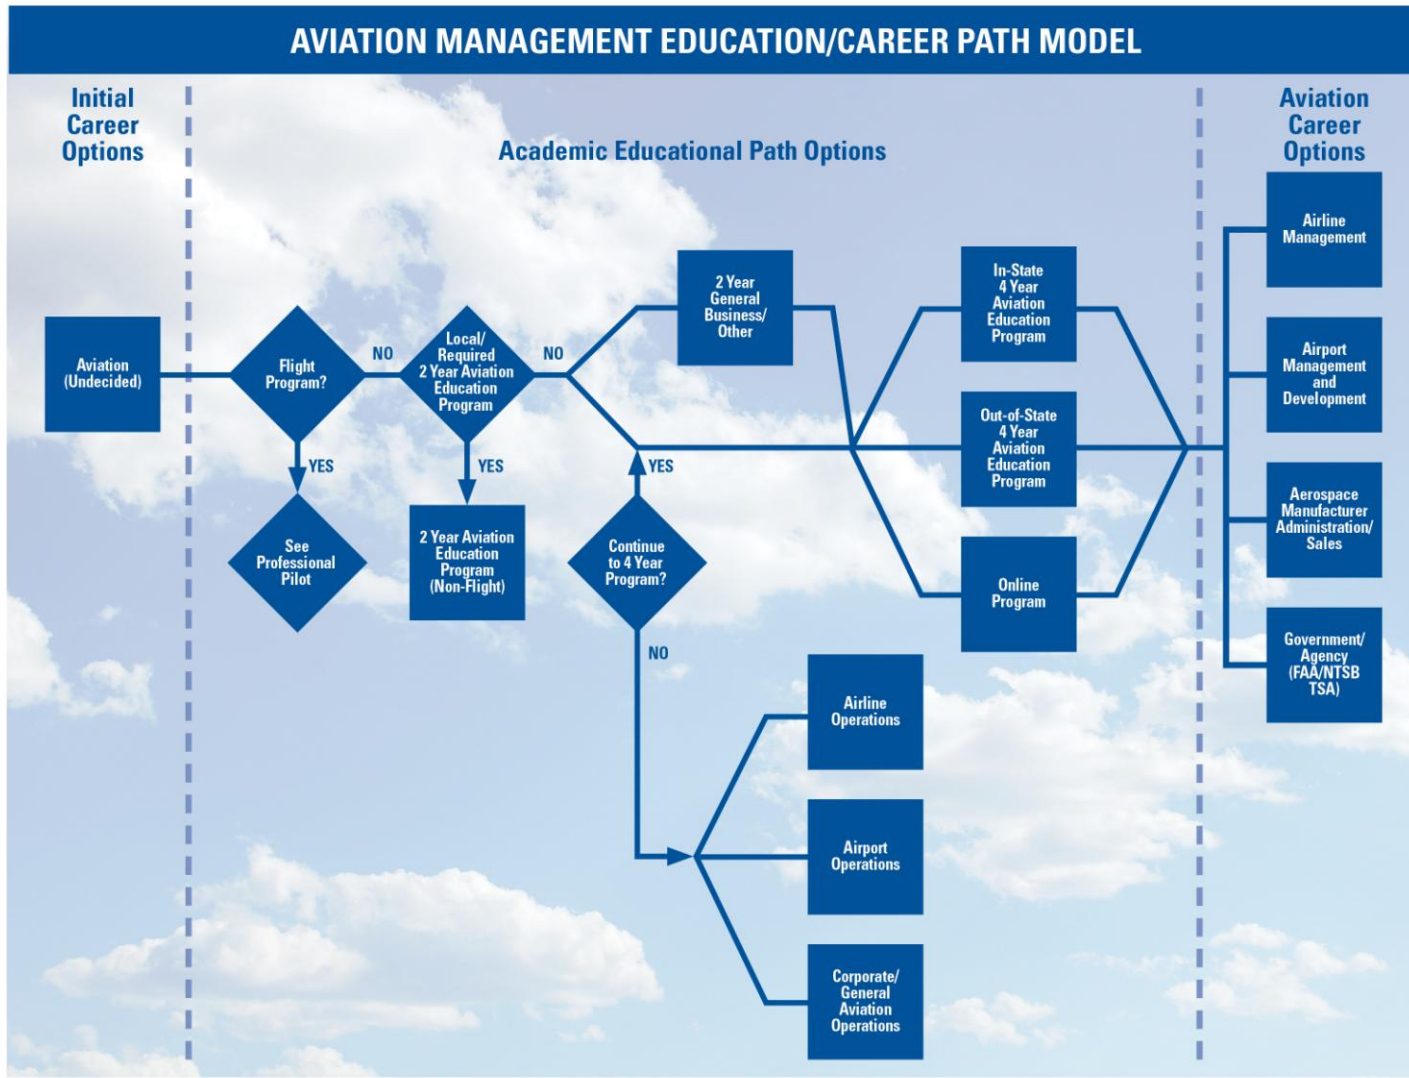 AVIATION MANAGEMENT EDUCATION/CAREER PATH MODEL
Initial
Career
Options
Academic Educational Path Options
Aviation
Career
Options
Aviation
(Undecided)
Flight
Program?
NO
YES
See
Professional
Pilot
Local/
Required
2 Year Aviation
Education
Program
NO
YES
2 Year Aviation
Education
Program
(Non-Flight)
2 Year
General
Business/
Other
YES
Continue
to 4 Year
Program?
NO
In-State
4 Year
Aviation
Education
Program
Out-of-State
4 Year
Aviation
Education
Program
Online
Program
Airline
Operations
Airport
Operations
Corporate/
General
Aviation
Operations
Airline
Management
Airport
Management
and
Development
Aerospace
Manufacturer
Administration/
Sales
Government/
Agency
(FAA/NTSB
TSA)